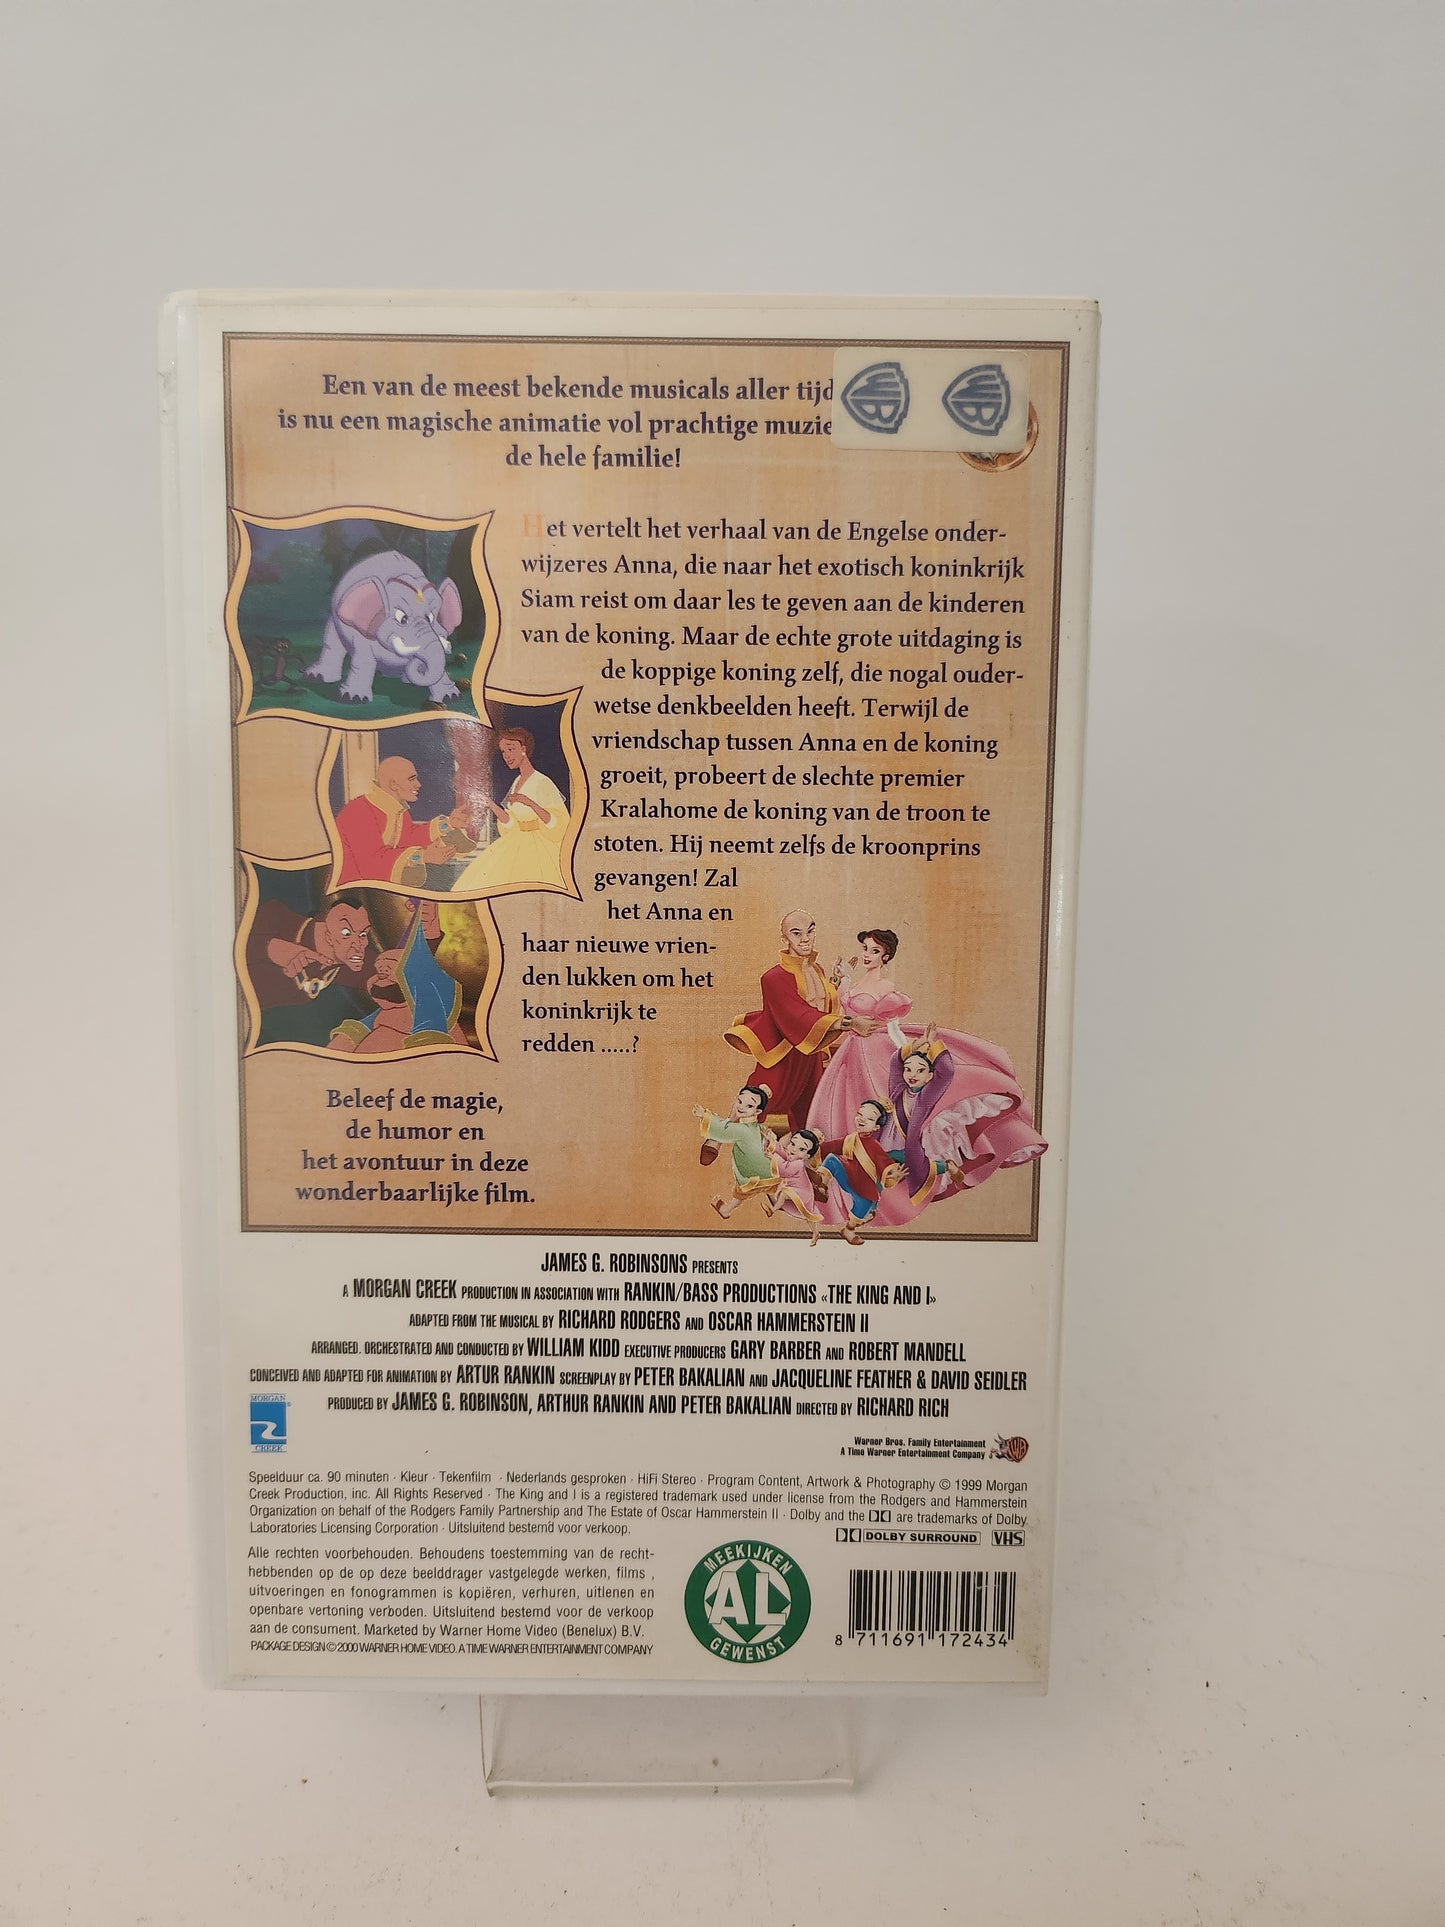 Een van de meest bekende musicals aller tijd
is nu een magische animatie vol prachtige muzie
de hele familie!
WB WB
Het vertelt het verhaal van de Engelse onder-
wijzeres Anna, die naar het exotisch koninkrijk
Siam reist om daar les te geven aan de kinderen
van de koning. Maar de echte grote uitdaging is
de koppige koning zelf, die nogal ouder-
wetse denkbeelden heeft. Terwijl de
vriendschap tussen Anna en de koning
groeit, probeert de slechte premier
Kralahome de koning van de troon te
stoten. Hij neemt zelfs de kroonprins
gevangen! Zal
het Anna en
haar nieuwe vrien-
den lukken om het
koninkrijk te
redden .....?
Beleef de magie,
de humor en
het avontuur in deze
wonderbaarlijke film.
JAMES G. ROBINSONS PRESENTS
A MORGAN CREEK PRODUCTION IN ASSOCIATION WITH RANKIN/BASS PRODUCTIONS «THE KING AND I»
ADAPTED FROM THE MUSICAL BY RICHARD RODGERS AND OSCAR HAMMERSTEIN II
ARRANGED. ORCHESTRATED AND CONDUCTED BY WILLIAM KIDD EXECUTIVE PRODUCERS GARY BARBER AND ROBERT MANDELL
CONCEIVED AND ADAPTED FOR ANIMATION BY ARTUR RANKIN SCREENPLAY BY PETER BAKALIAN AND JACQUELINE FEATHER & DAVID SEIDLER
PRODUCED BY JAMES G. ROBINSON, ARTHUR RANKIN AND PETER BAKALIAN DIRECTED BY RICHARD RICH
MORGAN
CREEK
Warner Bros. Family Entertainment
A Time Warner Entertainment Company
Speelduur ca. 90 minuten · Kleur · Tekenfilm · Nederlands gesproken · HiFi Stereo · Program Content, Artwork & Photography © 1999 Morgan
Creek Production, inc. All Rights Reserved · The King and I is a registered trademark used under license from the Rodgers and Hammerstein
Organization on behalf of the Rodgers Family Partnership and The Estate of Oscar Hammerstein II · Dolby and the are trademarks of Dolby
Laboratories Licensing Corporation · Uitsluitend bestemd voor verkoop.
DOLBY SURROUND VHS
Alle rechten voorbehouden. Behoudens toestemming van de recht-
hebbenden op de op deze beelddrager vastgelegde werken, films ,
uitvoeringen en fonogrammen is kopiëren, verhuren, uitlenen en
openbare vertoning verboden. Uitsluitend bestemd voor de verkoop
aan de consument. Marketed by Warner Home Video (Benelux) B.V.
PACKAGE DESIGN © 2000 WARNER HOME VIDEO. A TIME WARNER ENTERTAINMENT COMPANY
MEEKIJKEN
AL
GEWENST
8 711691 172434